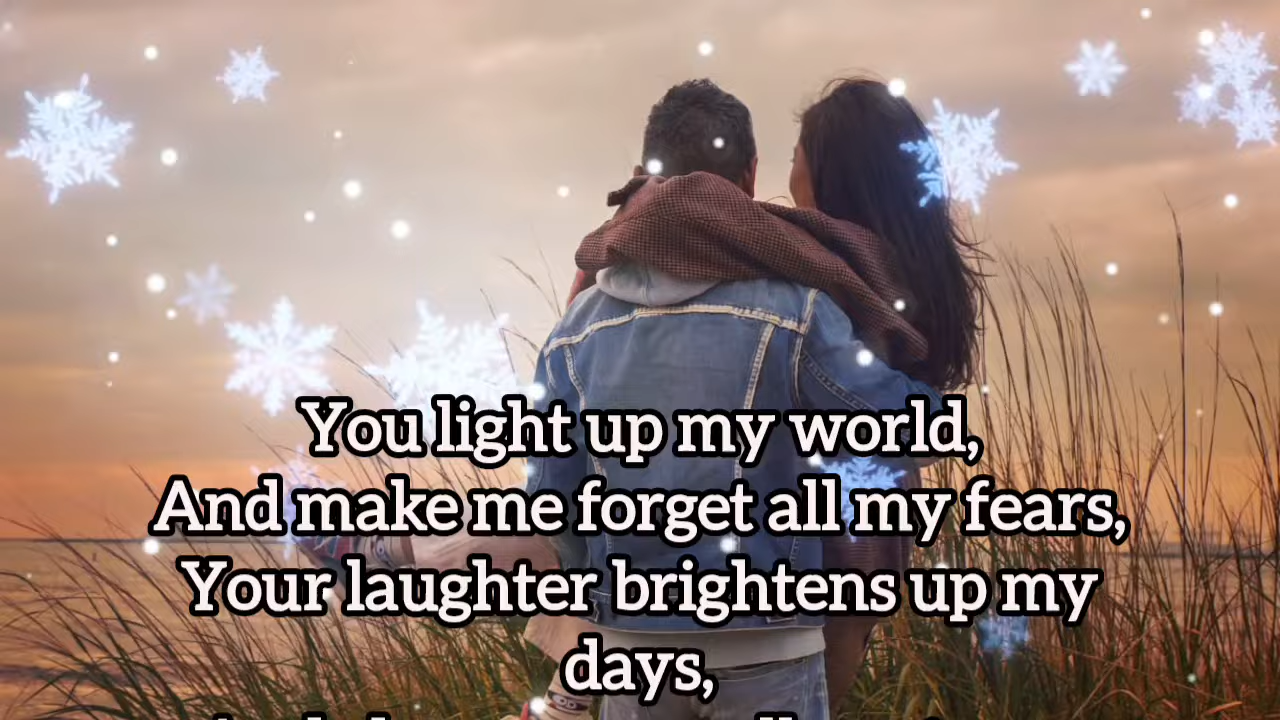 You light up my world,
And make me forget all my fears,
Your laughter brightens up my
days,